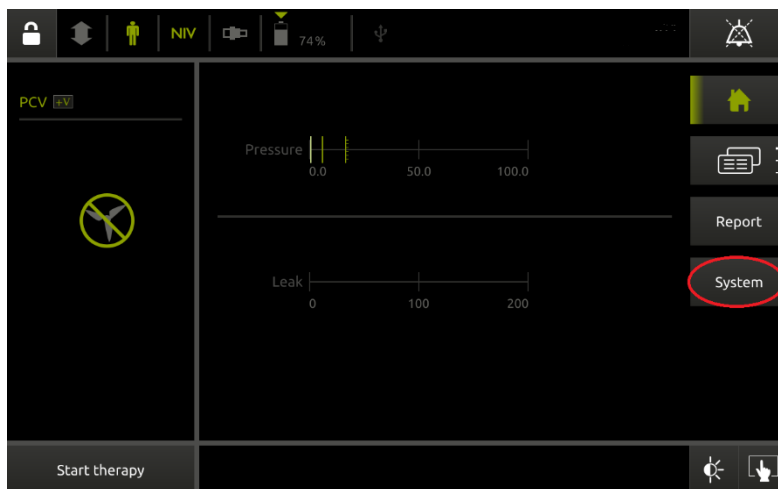 NIV
74%
PCV +V
Pressure
0.0 50.0 100.0
Report
Leak
0 100 200
System
Start therapy